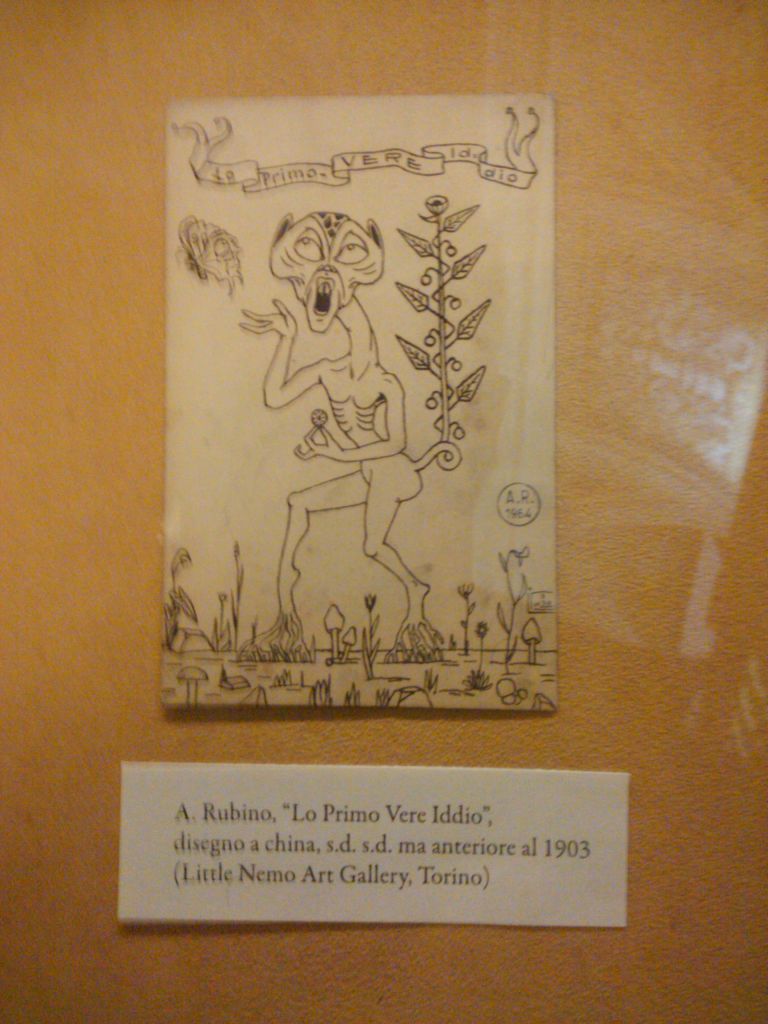 Lo primo. VERE Id. dio
A.R.
1964
A. Rubino, “Lo Primo Vere Iddio”,
disegno a china, s.d. s.d. ma anteriore al 1903
(Little Nemo Art Gallery, Torino)